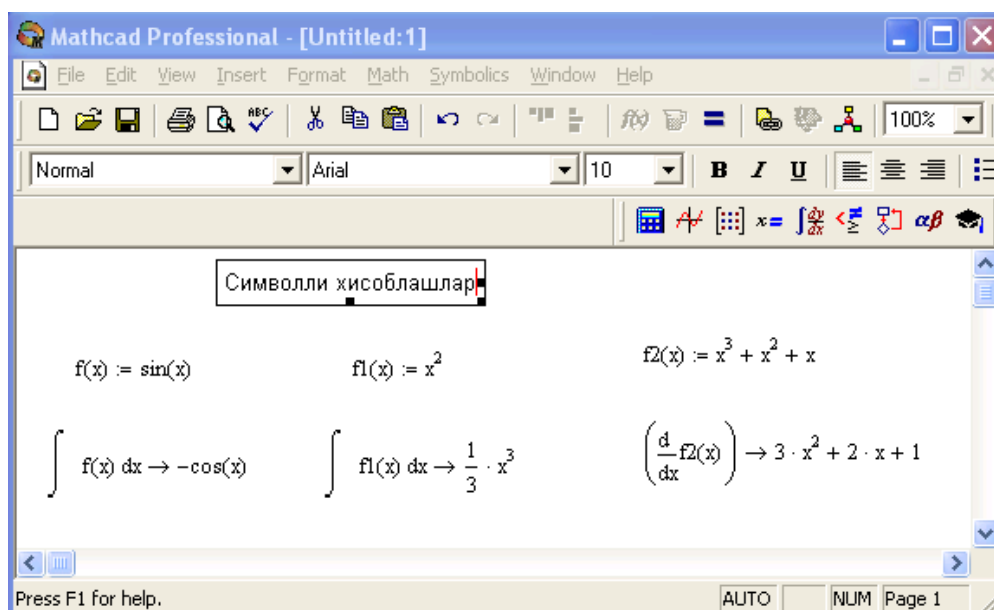 Mathcad Professional - [Untitled:1]
File Edit View Insert Format Math Symbolics Window Help
100%
Normal Arial 10 B I U
Символли хисоблашлар
f(x) := sin(x) f1(x) := x² f2(x) := x³ + x² + x
∫ f(x) dx → −cos(x) ∫ f1(x) dx → 1/3 · x³ (d/dx f2(x)) → 3 · x² + 2 · x + 1
Press F1 for help. AUTO NUM Page 1